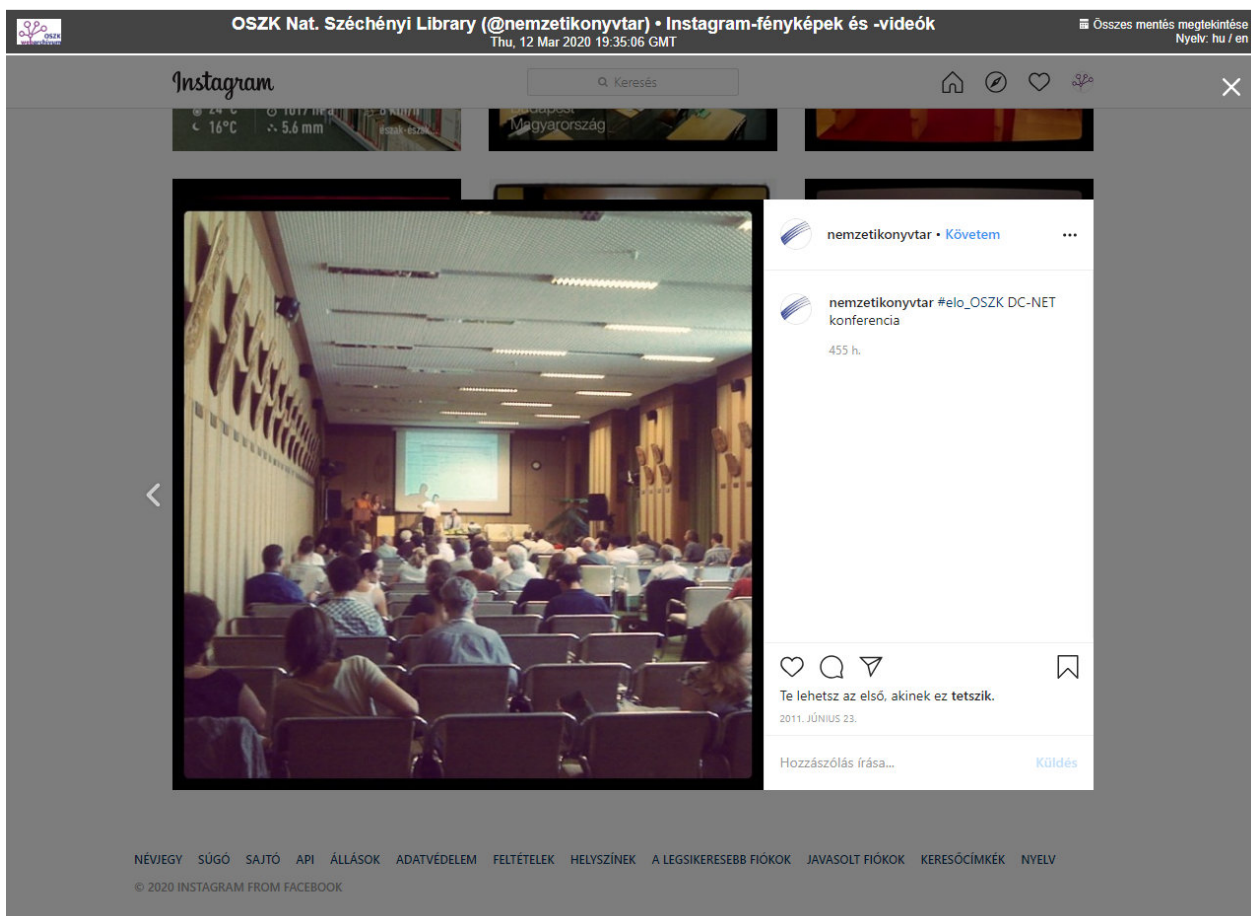 OSZK
OSZK Nat. Széchényi Library (@nemzetikonyvtar) • Instagram-fényképek és -videók
Thu, 12 Mar 2020 19:35:06 GMT
Összes mentés megtekintése
Nyelv: hu / en
Instagram
Keresés
16°C
5.6 mm
Budapest
Magyarország
nemzetikonyvtar • Követem
nemzetikonyvtar #elo_OSZK DC-NET
konferencia
455 h.
Te lehetsz az első, akinek ez tetszik.
2011. JÚNIUS 23.
Hozzászólás írása...
Küldés
NÉVJEGY SÚGÓ SAJTÓ API ÁLLÁSOK ADATVÉDELEM FELTÉTELEK HELYSZÍNEK A LEGSIKERESEBB FIÓKOK JAVASOLT FIÓKOK KERESŐCÍMKÉK NYELV
© 2020 INSTAGRAM FROM FACEBOOK